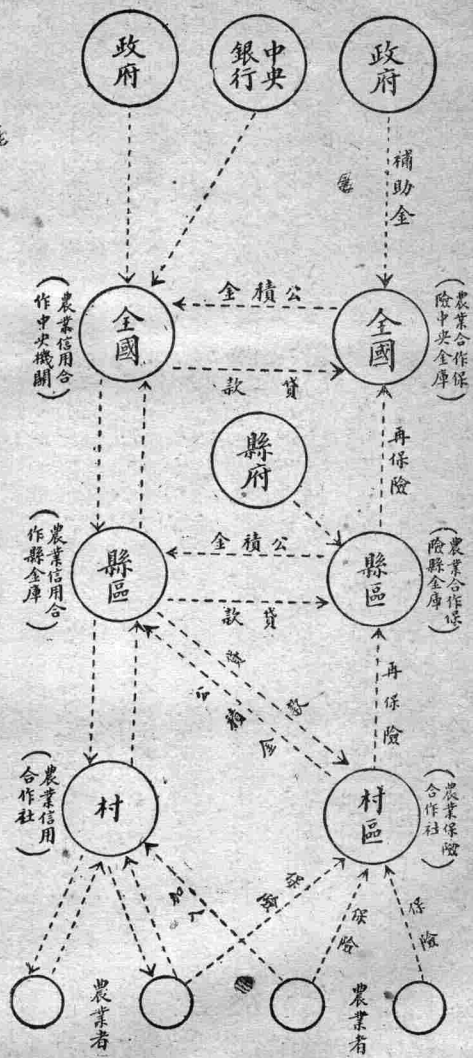 政府
中央
銀行
政府
補助金
公積金
全國
（農業信用合
作中央機關）
全國
（農業合作保
險中央金庫）
貸款
縣府
再保險
公積金
縣區
（農業信用合
作縣金庫）
縣區
（農業合作保
險縣金庫）
貸款
貸款
公積金
再保險
村
（農業信用
合作社）
村區
（農業保險
合作社）
加入
保險
保險
保險
農業者
農業者